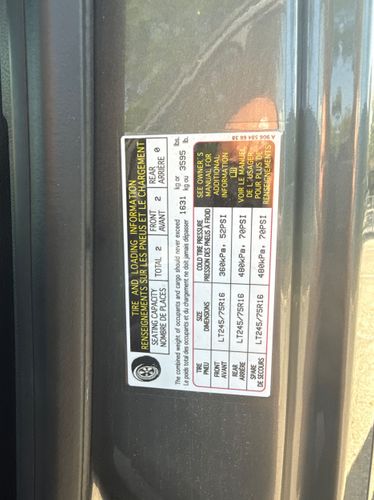 TIRE AND LOADING INFORMATION
RENSEIGNEMENTS SUR LES PNEUS ET LE CHARGEMENT
SEATING CAPACITY TOTAL 2 FRONT 2 REAR 0
NOMBRE DE PLACES AVANT ARRIÈRE
The combined weight of occupants and cargo should never exceed 1631 kg or 3595 lbs.
Le poids total des occupants et du chargement ne doit jamais dépasser kg ou lb.
TIRE SIZE COLD TIRE PRESSURE
PNEU DIMENSIONS PRESSION DES PNEUS À FROID
FRONT LT245/75R16 360kPa, 52PSI
AVANT
REAR LT245/75R16 480kPa, 70PSI
ARRIÈRE
SPARE LT245/75R16 480kPa, 70PSI
DE SECOURS
SEE OWNER'S
MANUAL FOR
ADDITIONAL
INFORMATION
VOIR LE MANUEL
DE L'USAGER
POUR PLUS DE
RENSEIGNEMENTS
A 906 584 66 38